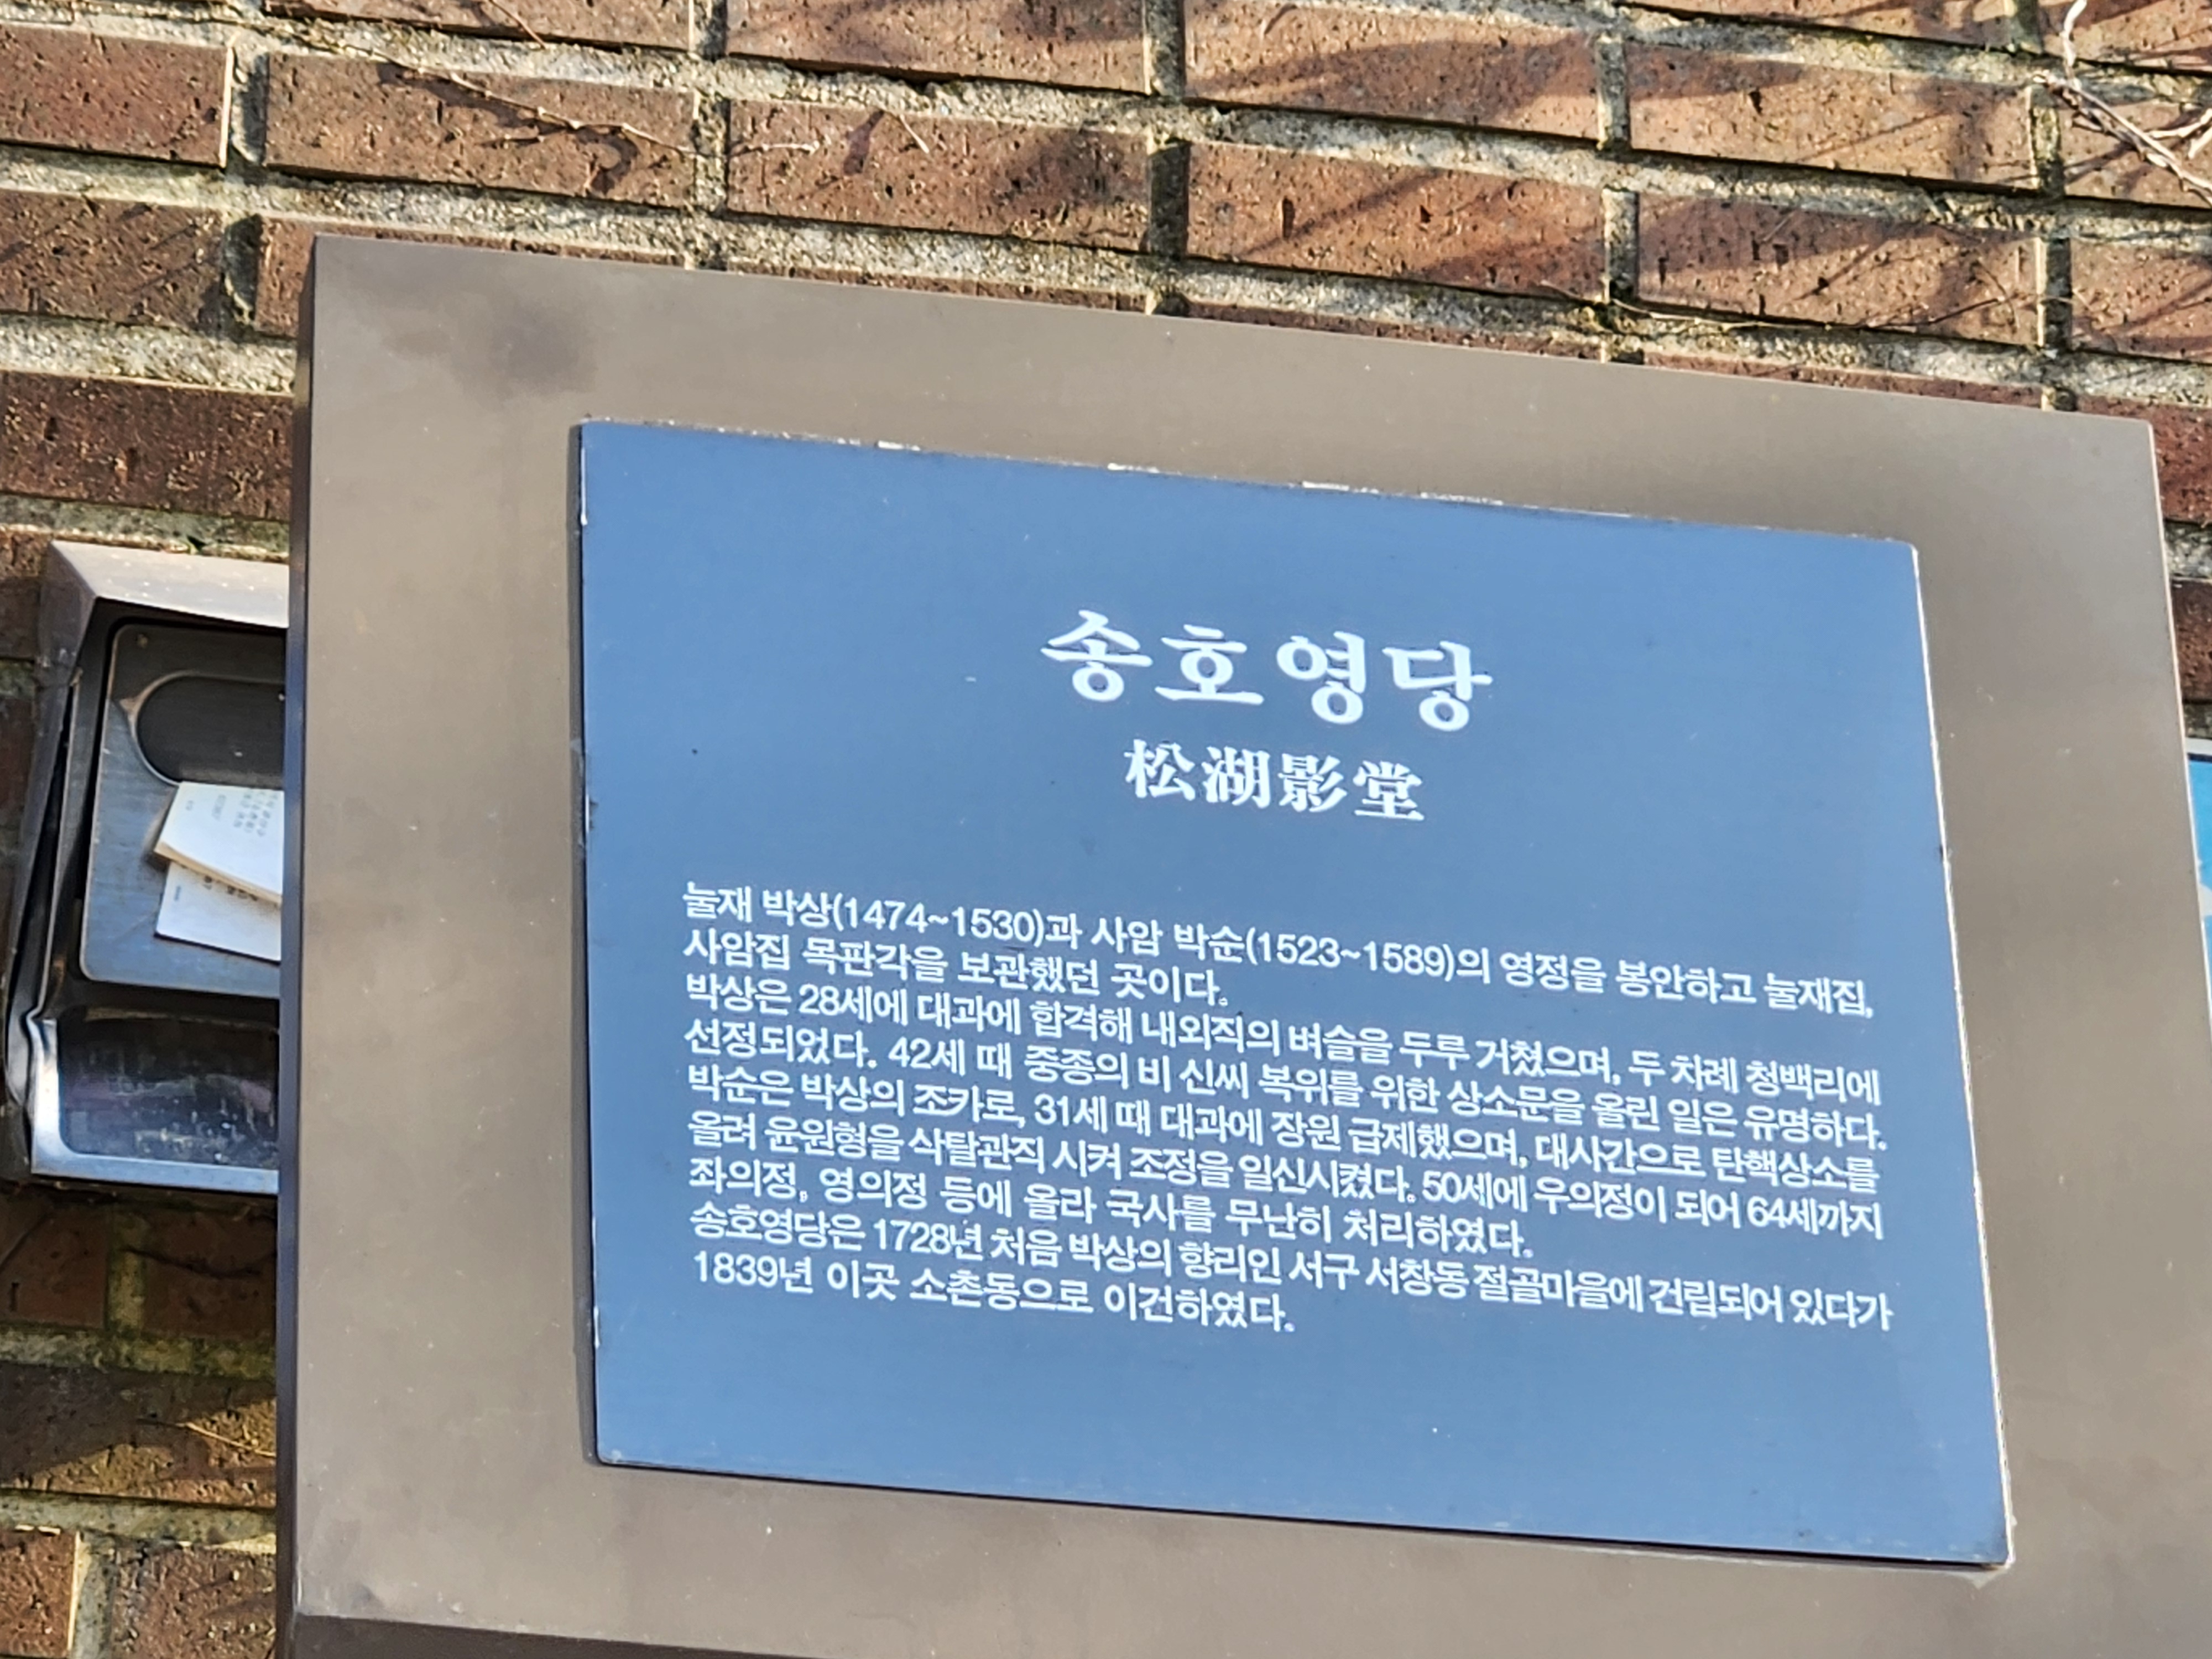 송호영당
松湖影堂
눌재 박상(1474~1530)과 사암 박순(1523~1589)의 영정을 봉안하고 눌재집,
사암집 목판각을 보관했던 곳이다.
박상은 28세에 대과에 합격해 내외직의 벼슬을 두루 거쳤으며, 두 차례 청백리에
선정되었다. 42세 때 중종의 비 신씨 복위를 위한 상소문을 올린 일은 유명하다.
박순은 박상의 조카로, 31세 때 대과에 장원 급제했으며, 대사간으로 탄핵상소를
올려 윤원형을 삭탈관직 시켜 조정을 일신시켰다. 50세에 우의정이 되어 64세까지
좌의정, 영의정 등에 올라 국사를 무난히 처리하였다.
송호영당은 1728년 처음 박상의 향리인 서구 서창동 절골마을에 건립되어 있다가
1839년 이곳 소촌동으로 이건하였다.